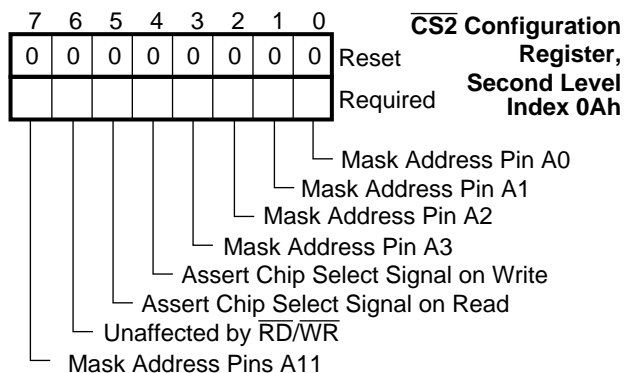 7 6 5 4 3 2 1 0
CS2 Configuration
Register,
Second Level
Index 0Ah
0 0 0 0 0 0 0 0 Reset
Required
Mask Address Pin A0
Mask Address Pin A1
Mask Address Pin A2
Mask Address Pin A3
Assert Chip Select Signal on Write
Assert Chip Select Signal on Read
Unaffected by RD/WR
Mask Address Pins A11